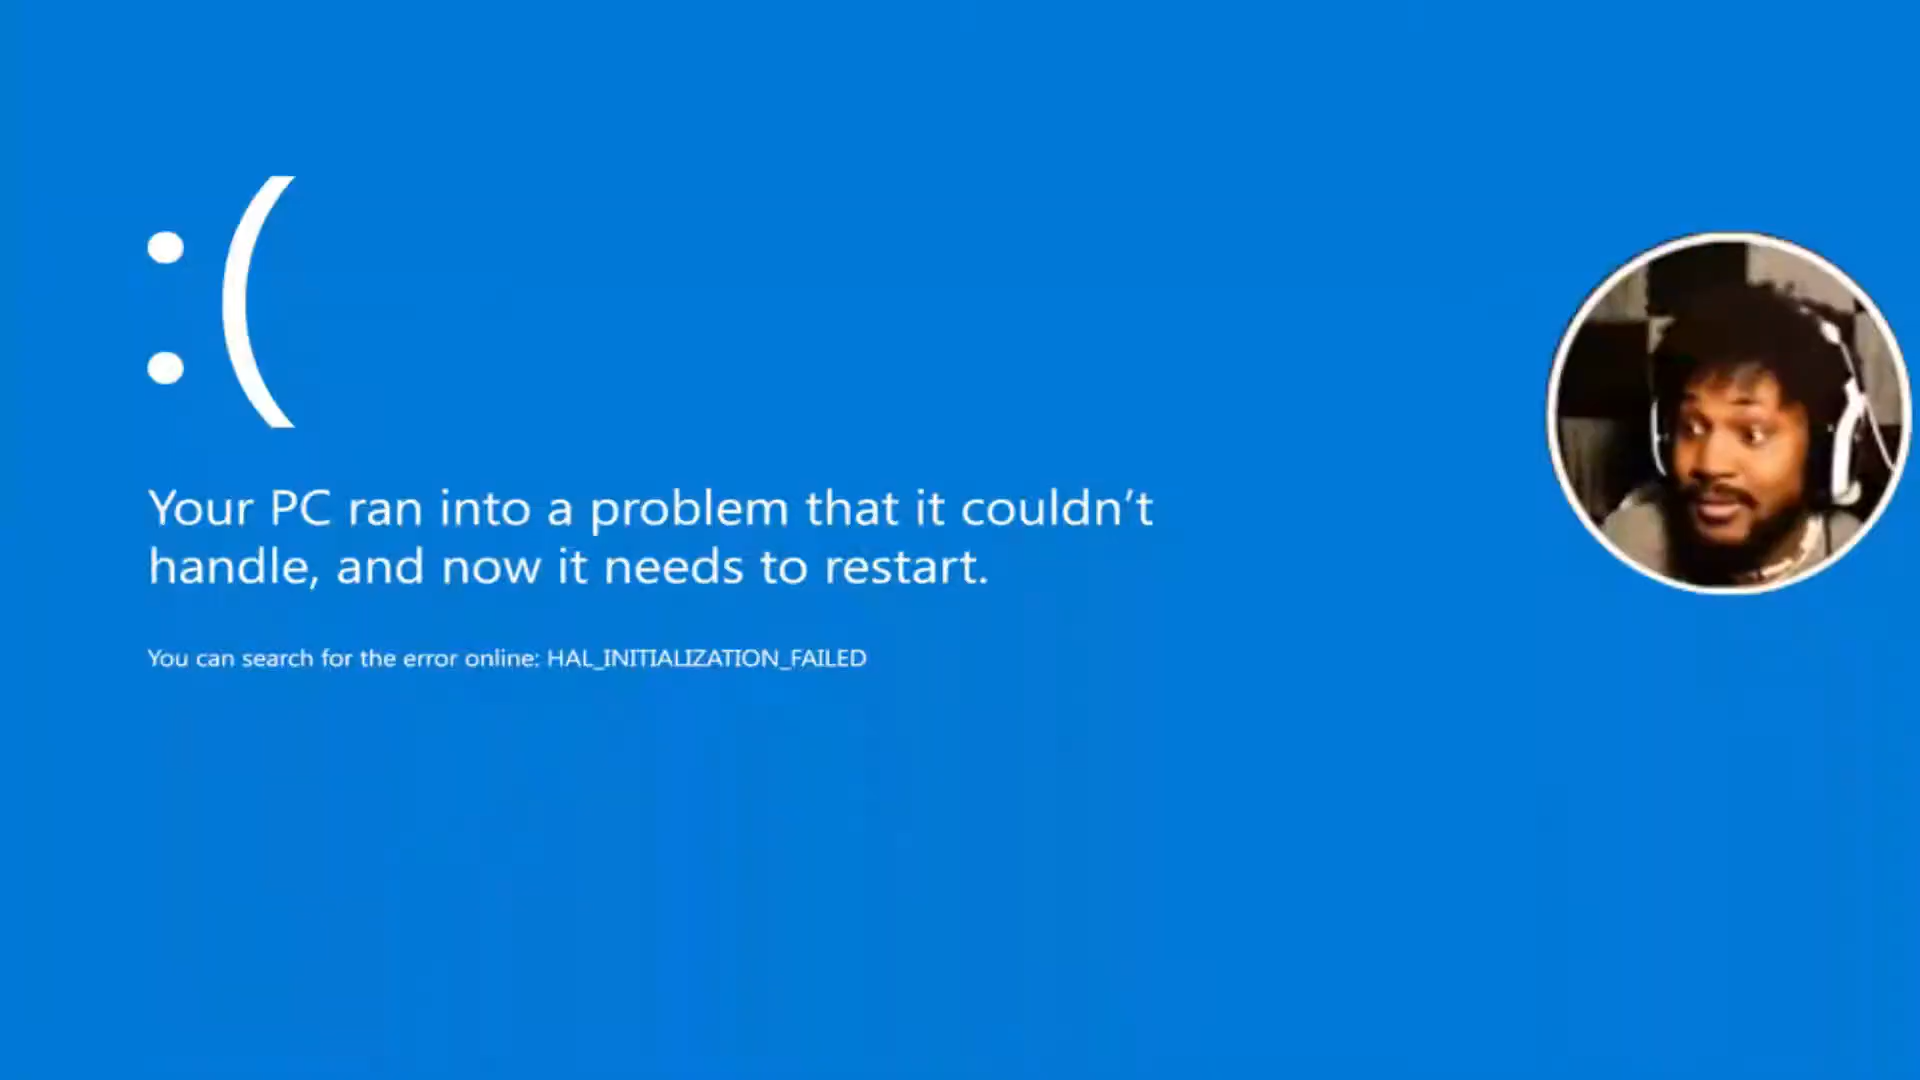 :(
Your PC ran into a problem that it couldn’t
handle, and now it needs to restart.
You can search for the error online: HAL_INITIALIZATION_FAILED